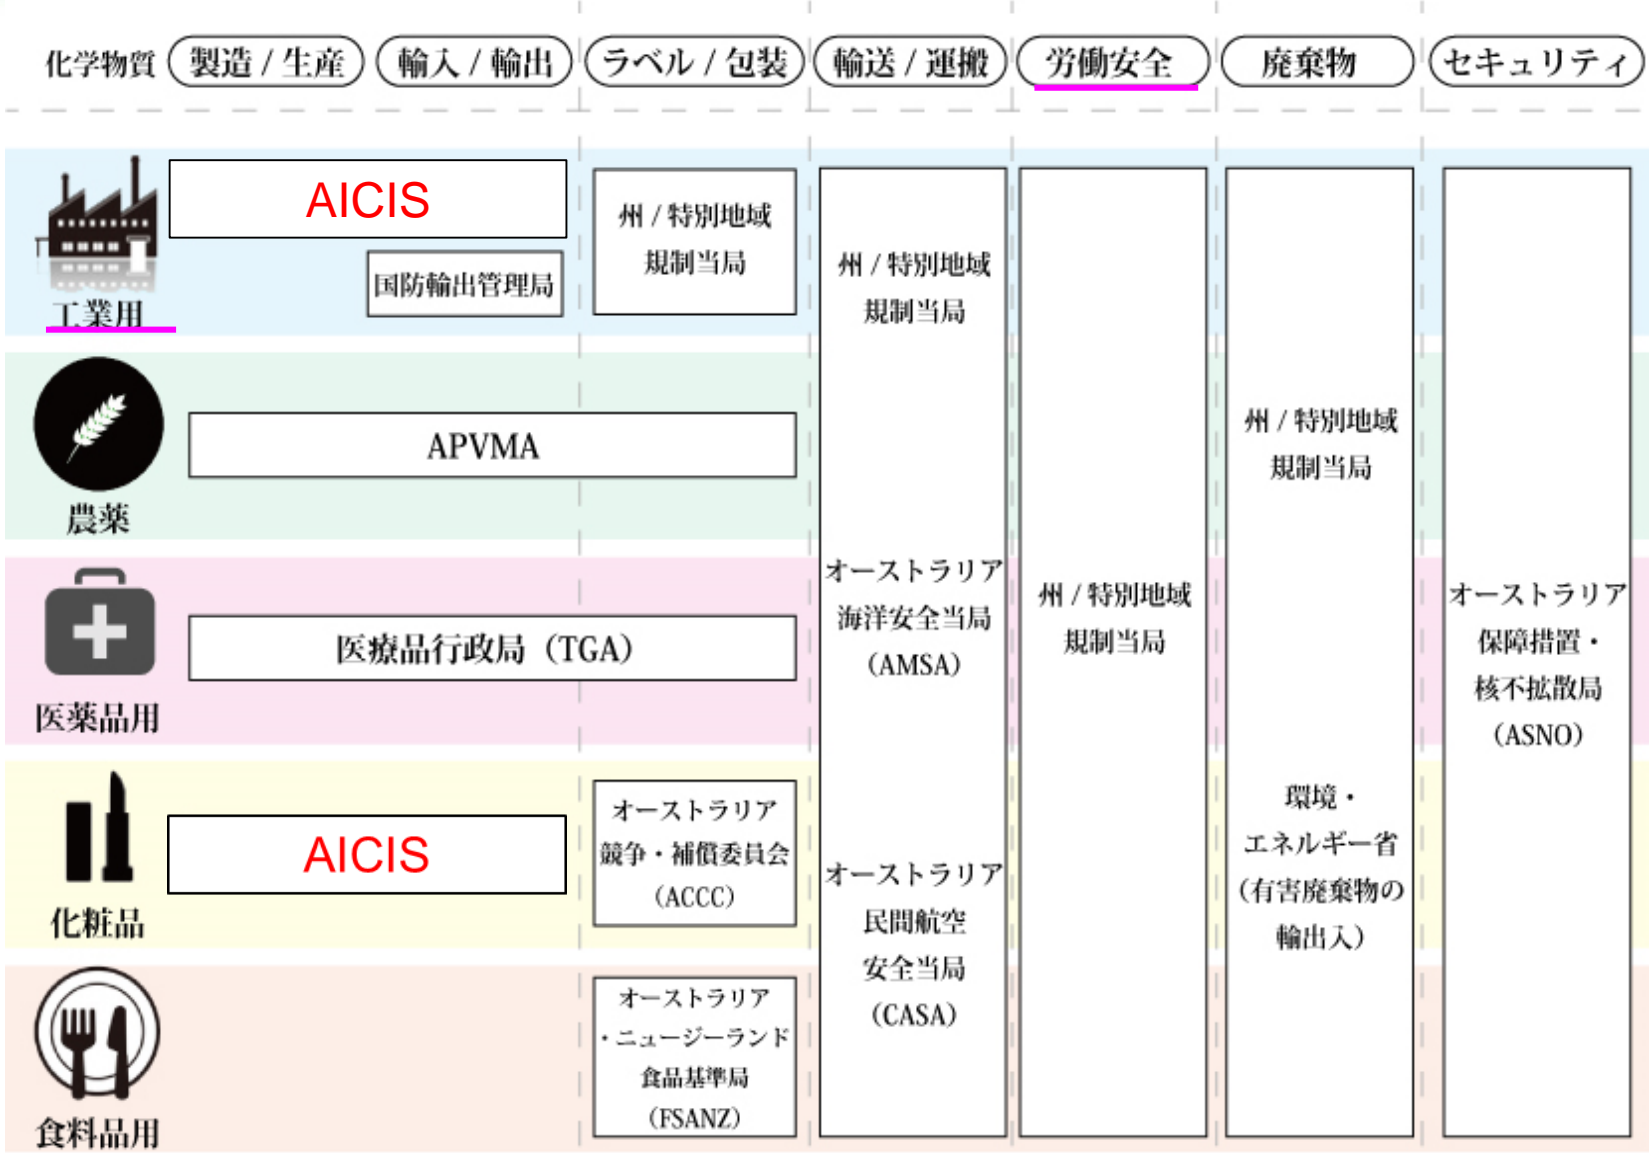 化学物質 製造 / 生産 輸入 / 輸出 ラベル / 包装 輸送 / 運搬 労働安全 廃棄物 セキュリティ
工業用
AICIS
国防輸出管理局
州 / 特別地域
規制当局
農薬
APVMA
医薬品用
医療品行政局（TGA）
化粧品
AICIS
オーストラリア
競争・補償委員会
（ACCC）
食料品用
オーストラリア
・ニュージーランド
食品基準局
（FSANZ）
州 / 特別地域
規制当局
オーストラリア
海洋安全当局
（AMSA）
オーストラリア
民間航空
安全当局
（CASA）
州 / 特別地域
規制当局
州 / 特別地域
規制当局
環境・
エネルギー省
（有害廃棄物の
輸出入）
オーストラリア
保障措置・
核不拡散局
（ASNO）